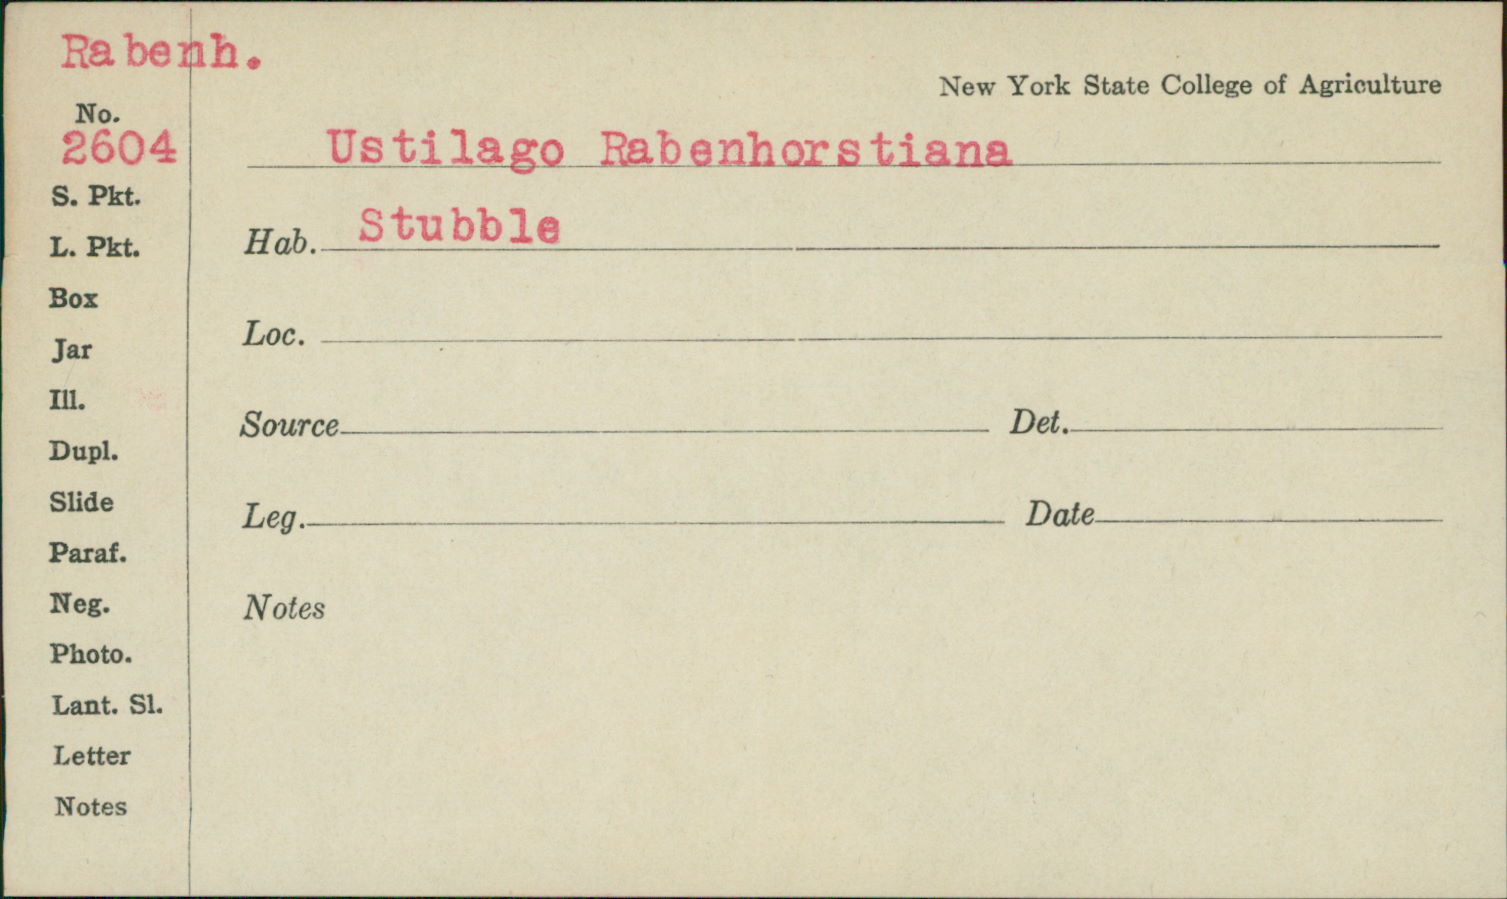 Rabenh.
New York State College of Agriculture
No.
2604
Ustilago Rabenhorstiana
S. Pkt.
Hab. Stubble
L. Pkt.
Box
Loc.
Jar
Ill.
Source Det.
Dupl.
Slide
Leg. Date
Paraf.
Neg.
Notes
Photo.
Lant. Sl.
Letter
Notes